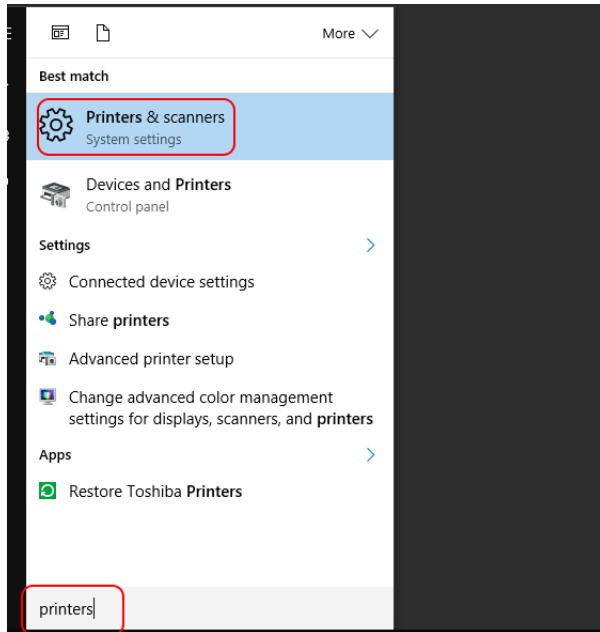 More
Best match
Printers & scanners
System settings
Devices and Printers
Control panel
Settings
Connected device settings
Share printers
Advanced printer setup
Change advanced color management
settings for displays, scanners, and printers
Apps
Restore Toshiba Printers
printers